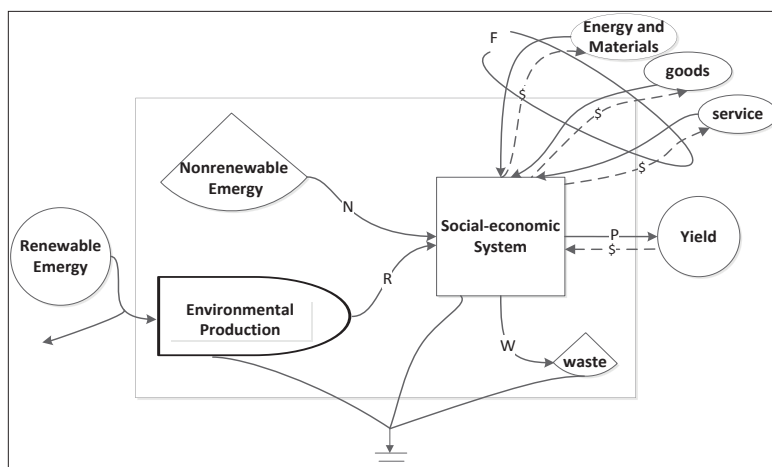 F
Energy and
Materials
goods
service
$
$
$
Nonrenewable
Emergy
N
Social-economic
System
P
$
Yield
Renewable
Emergy
R
Environmental
Production
W
waste